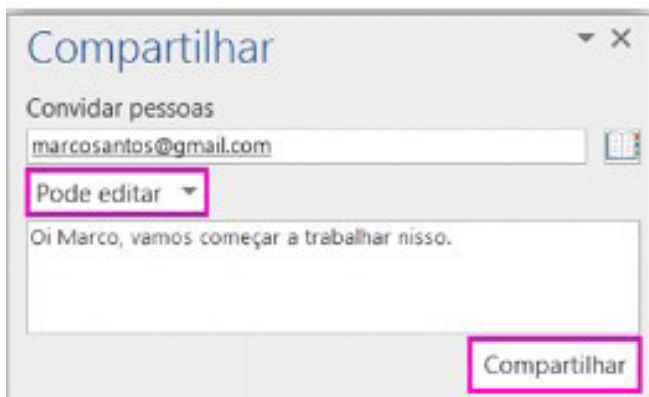 Compartilhar
Convidar pessoas
marcosantos@gmail.com
Pode editar
Oi Marco, vamos começar a trabalhar nisso.
Compartilhar